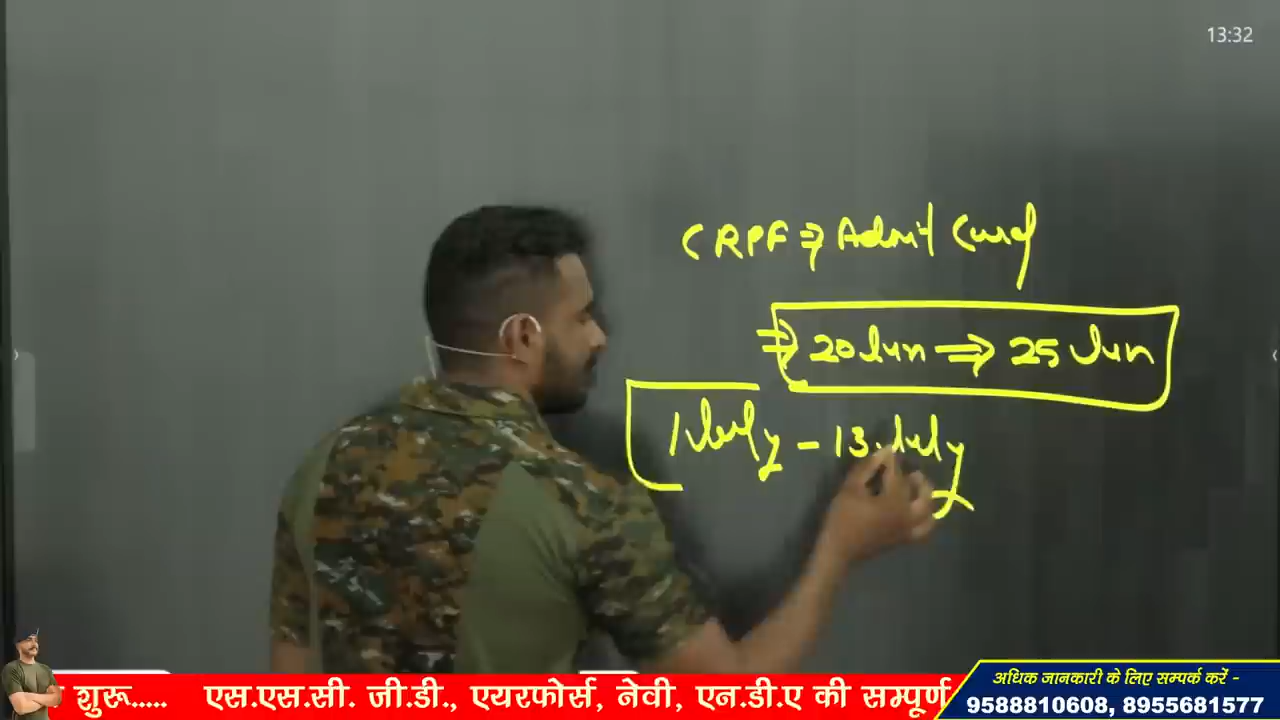 13:32
CRPF ⇒ Admit Card
⇒ 20 Jun ⇒ 25 Jun
1 July - 13 July
शुरू..... एस.एस.सी. जी.डी., एयरफोर्स, नेवी, एन.डी.ए की सम्पूर्ण
अधिक जानकारी के लिए सम्पर्क करें -
9588810608, 8955681577